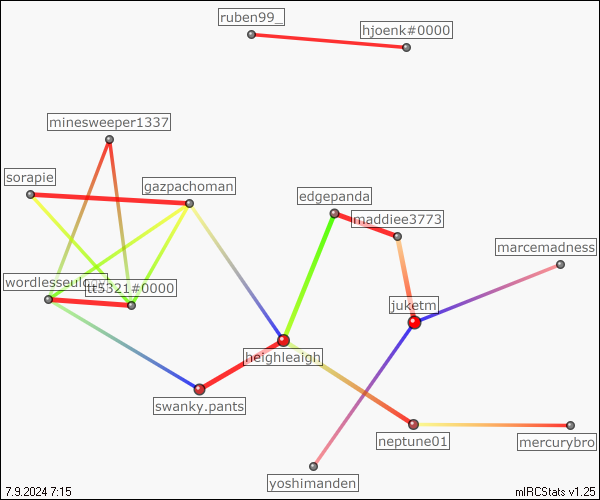 ruben99_
hjoenk#0000
minesweeper1337
sorapie
gazpachoman
edgepanda
maddiee3773
marcemadness
tt5321#0000
juketm
heighleaigh
swanky.pants
neptune01
mercurybro
yoshimanden
7.9.2024 7:15
mIRCStats v1.25